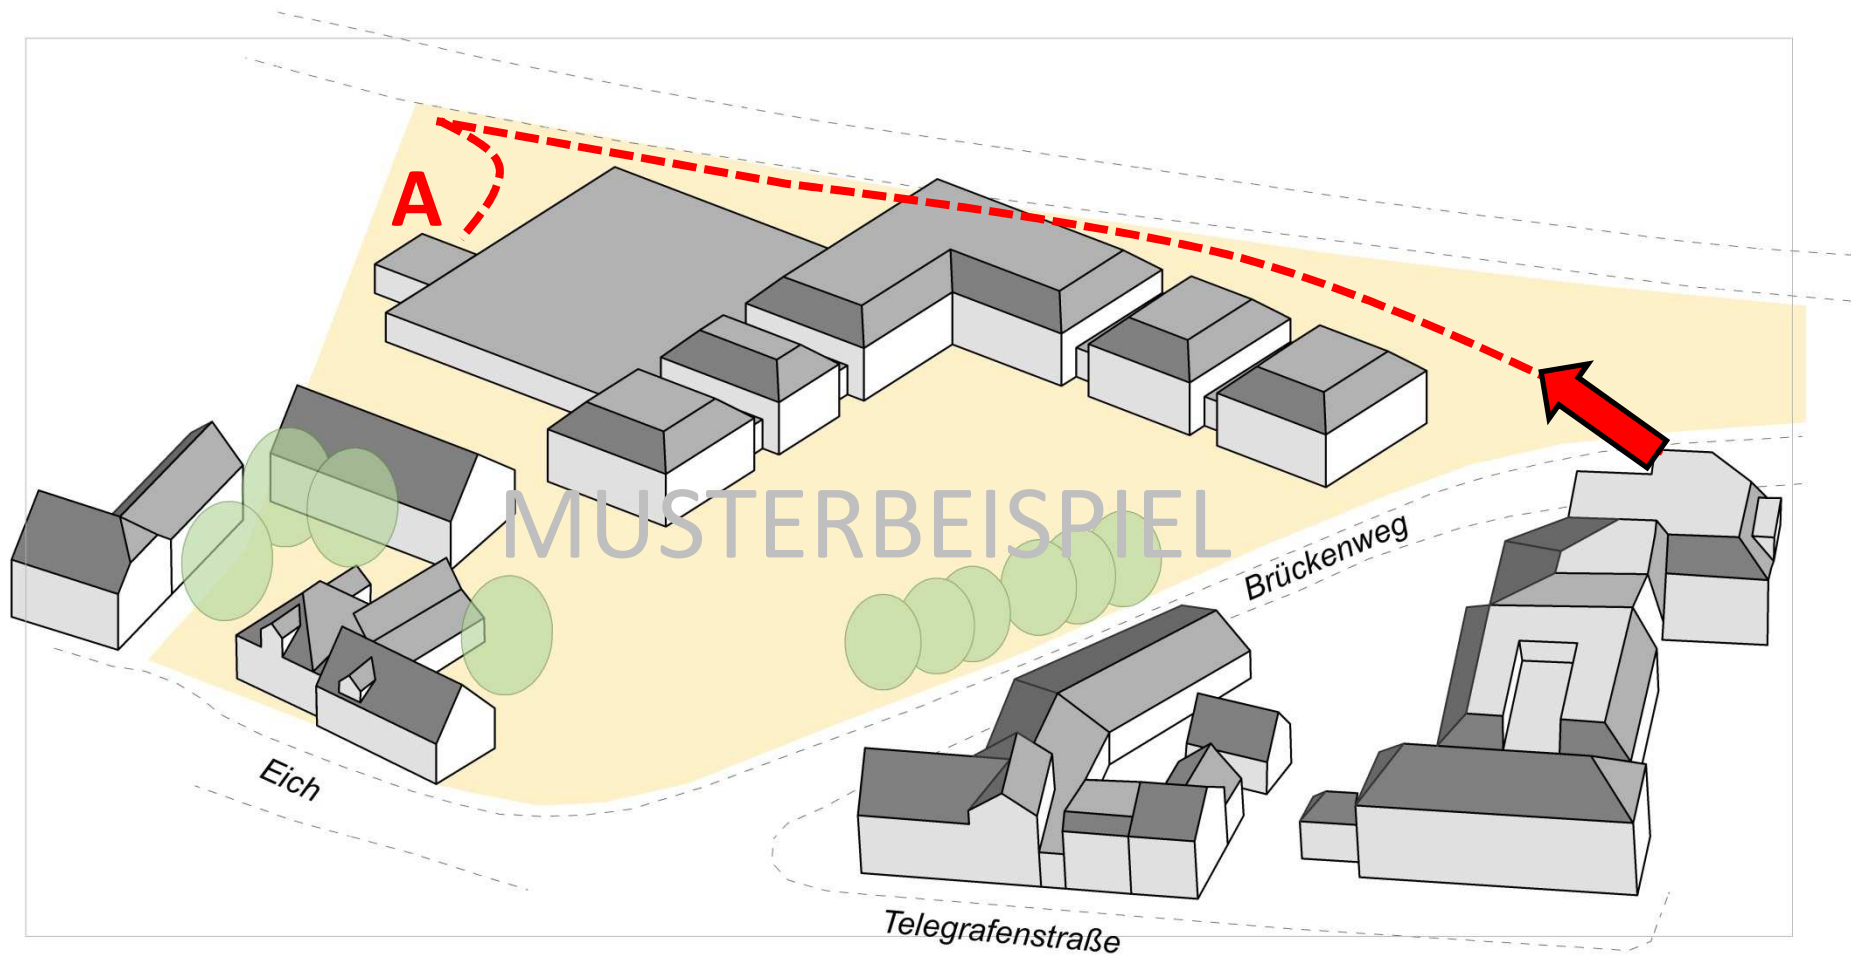 A
MUSTERBEISPIEL
Brückenweg
Eich
Telegrafenstraße